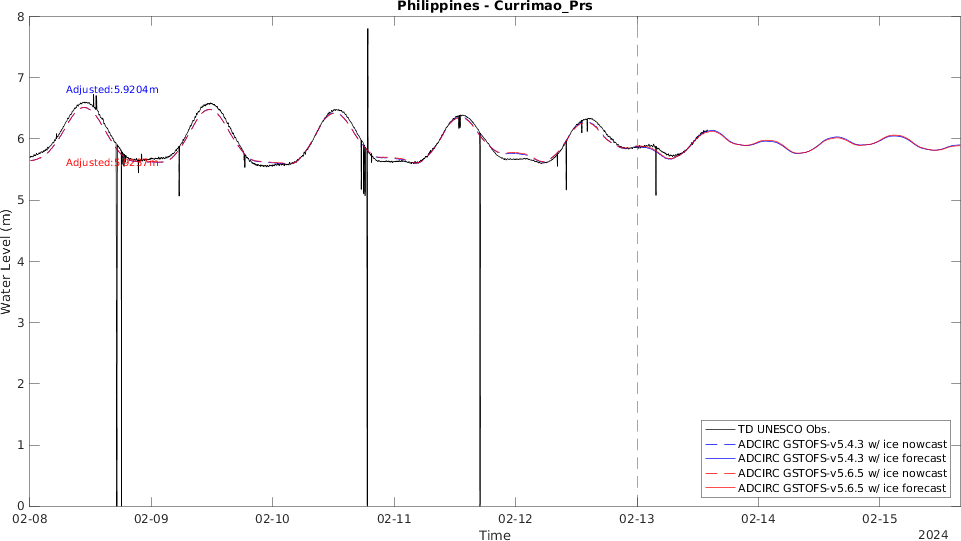 Philippines - Currimao_Prs
8
7
6
5
4
3
2
1
0
Water Level (m)
Adjusted:5.9204m
02-08
02-09
02-10
02-11
02-12
02-13
02-14
02-15
Time
2024
TD UNESCO Obs.
ADCIRC GSTOFS-v5.4.3 w/ ice nowcast
ADCIRC GSTOFS-v5.4.3 w/ ice forecast
ADCIRC GSTOFS-v5.6.5 w/ ice nowcast
ADCIRC GSTOFS-v5.6.5 w/ ice forecast